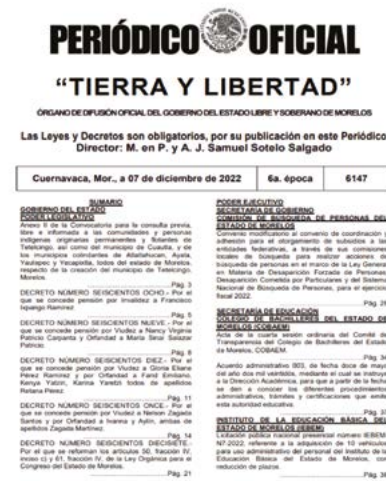 PERIÓDICO OFICIAL
“TIERRA Y LIBERTAD”
ÓRGANO DE DIFUSIÓN OFICIAL DEL GOBIERNO DEL ESTADO LIBRE Y SOBERANO DE MORELOS
Las Leyes y Decretos son obligatorios, por su publicación en este Periódico
Director: M. en P. y A. J. Samuel Sotelo Salgado
Cuernavaca, Mor., a 07 de diciembre de 2022 6a. época 6147
SUMARIO
GOBIERNO DEL ESTADO
PODER LEGISLATIVO
Anexo II de la Convocatoria para la consulta previa,
libre e informada a las comunidades y personas
indígenas originarias permanentes y flotantes de
Tetelcingo, así como del municipio de Cuautla, y de
los municipios colindantes de Atlatlahucan, Ayala,
Yautepec y Yecapixtla, todos del estado de Morelos,
respecto de la creación del municipio de Tetelcingo,
Morelos.
Pág. 3
DECRETO NÚMERO SEISCIENTOS OCHO.- Por el
que se concede pensión por Invalidez a Francisco
Ramírez
Pág. 5
DECRETO NÚMERO SEISCIENTOS NUEVE.- Por el
que se concede pensión por Viudez a Nancy Virginia
Patricio Carpanta y Orfandad a María Sinai Salazar
Patricio.
Pág. 8
DECRETO NÚMERO SEISCIENTOS DIEZ.- Por el
que se concede pensión por Viudez a Gloria Eliane
Pérez Ramírez y por Orfandad a Farid Emiliano,
Kenya Yatziri, Karina Yaretzi todos de apellidos
Retana Pérez.
Pág. 11
DECRETO NÚMERO SEISCIENTOS ONCE.- Por el
que se concede pensión por Viudez a Nelsen Zagada
Santos y por Orfandad a Ivanna y Aylin, ambas de
apellidos Zagada Martínez.
Pág. 14
DECRETO NÚMERO SEISCIENTOS DIECISIETE.-
Por el que se reforman los artículos 50, fracción IV,
inciso c) y 61, fracción IV, de la Ley Orgánica para el
Congreso del Estado de Morelos.
Pág. 21
PODER EJECUTIVO
SECRETARÍA DE GOBIERNO
COMISIÓN DE BÚSQUEDA DE PERSONAS DEL
ESTADO DE MORELOS
Convenio modificatorio al convenio de coordinación y
adhesión para el otorgamiento de subsidios a las
entidades federativas, a través de sus comisiones
locales de búsqueda para realizar acciones de
búsqueda de personas en el marco de la Ley General
en Materia de Desaparición Forzada de Personas,
Desaparición Cometida por Particulares y del Sistema
Nacional de Búsqueda de Personas, para el ejercicio
fiscal 2022.
Pág. 28
SECRETARÍA DE EDUCACIÓN
COLEGIO DE BACHILLERES DEL ESTADO DE
MORELOS (COBAEM)
Acta de la cuarta sesión ordinaria del Comité de
Transparencia del Colegio de Bachilleres del Estado
de Morelos, COBAEM.
Pág. 34
Acuerdo administrativo 803, de fecha doce de mayo
del año dos mil veintidós, mediante el cual se instruye
a la Dirección Académica, para que a partir de la fecha
se den a conocer los diferentes procedimientos
administrativos, trámites y certificaciones que emite
esta autoridad educativa.
Pág. 37
INSTITUTO DE LA EDUCACIÓN BÁSICA DEL
ESTADO DE MORELOS (IEBEM)
Licitación pública nacional presencial número IEBEM-
N7-2022, referente a la adquisición de 10 vehículos
para uso administrativo del personal del Instituto de la
Educación Básica del Estado de Morelos, con
reducción de plazos.
Pág. 38